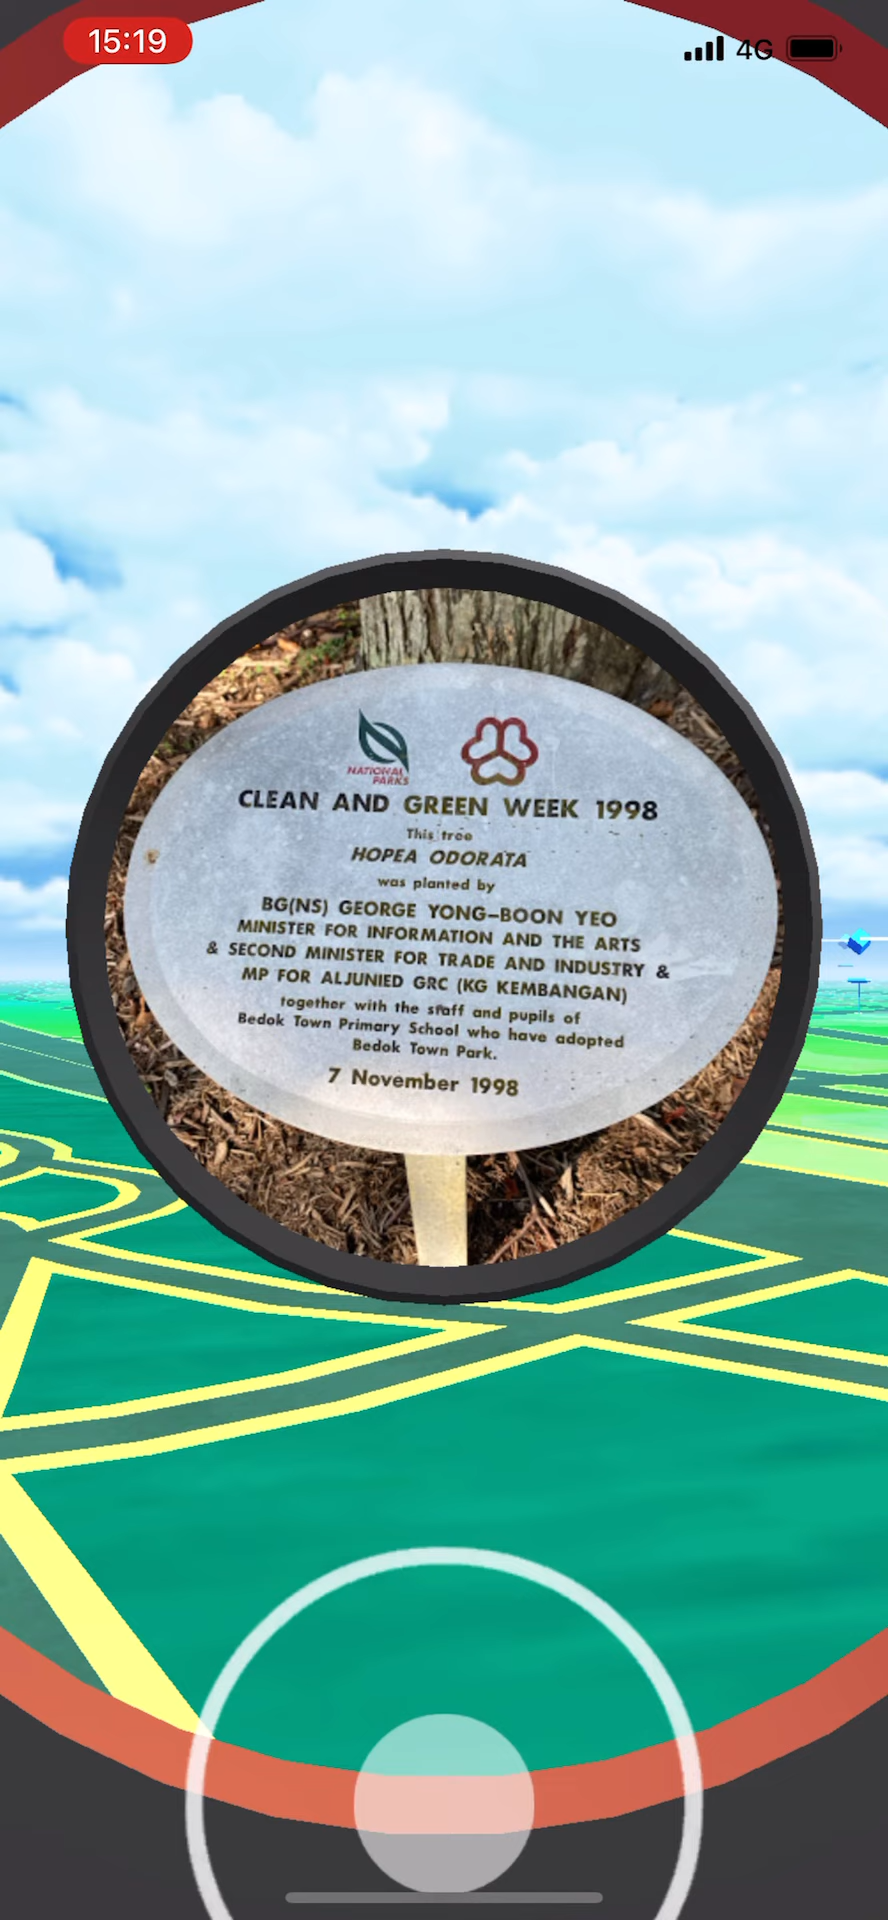 15:19
4G
NATIONAL
PARKS
CLEAN AND GREEN WEEK 1998
This tree
HOPEA ODORATA
was planted by
BG(NS) GEORGE YONG-BOON YEO
MINISTER FOR INFORMATION AND THE ARTS
& SECOND MINISTER FOR TRADE AND INDUSTRY &
MP FOR ALJUNIED GRC (KG KEMBANGAN)
together with the staff and pupils of
Bedok Town Primary School who have adopted
Bedok Town Park.
7 November 1998